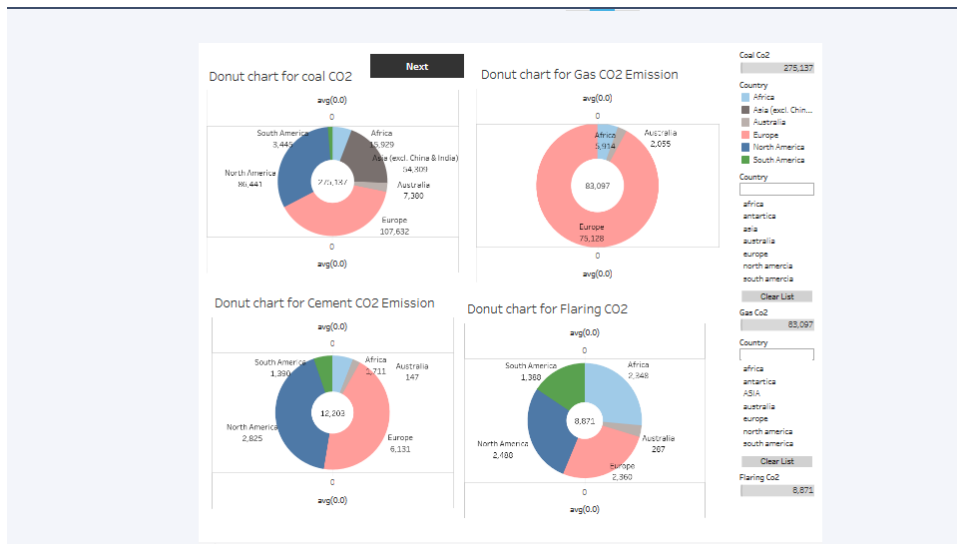 Next
Donut chart for coal CO2
avg(0.0)
0
South America
3,445
Africa
15,929
Asia (excl. China & India)
54,309
North America
86,441
275,137
Australia
7,300
Europe
107,632
0
avg(0.0)
Donut chart for Gas CO2 Emission
avg(0.0)
0
Africa
5,914
Australia
2,055
83,097
Europe
75,128
0
avg(0.0)
Donut chart for Cement CO2 Emission
avg(0.0)
0
South America
1,390
Africa
1,711
Australia
147
12,203
North America
2,825
Europe
6,131
0
avg(0.0)
Donut chart for Flaring CO2
avg(0.0)
0
South America
1,388
Africa
2,348
8,871
North America
2,488
Australia
287
Europe
2,360
0
avg(0.0)
Coal Co2
275,137
Country
Africa
Asia (excl. Chin...
Australia
Europe
North America
South America
Country
africa
antartica
asia
australia
europe
north amercia
south amercia
Clear List
Gas Co2
83,097
Country
africa
antartica
ASIA
australia
europe
north america
south america
Clear List
Flaring Co2
8,871